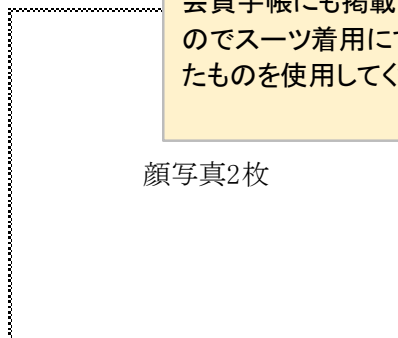 会員手帳にも掲載
のでスーツ着用にて
たものを使用してく
顔写真2枚